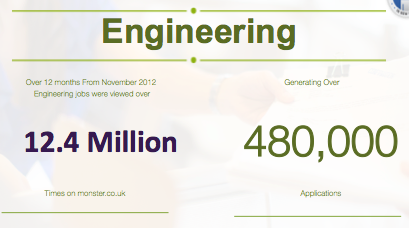 Engineering
Over 12 months From November 2012
Engineering jobs were viewed over
12.4 Million
Times on monster.co.uk
Generating Over
480,000
Applications